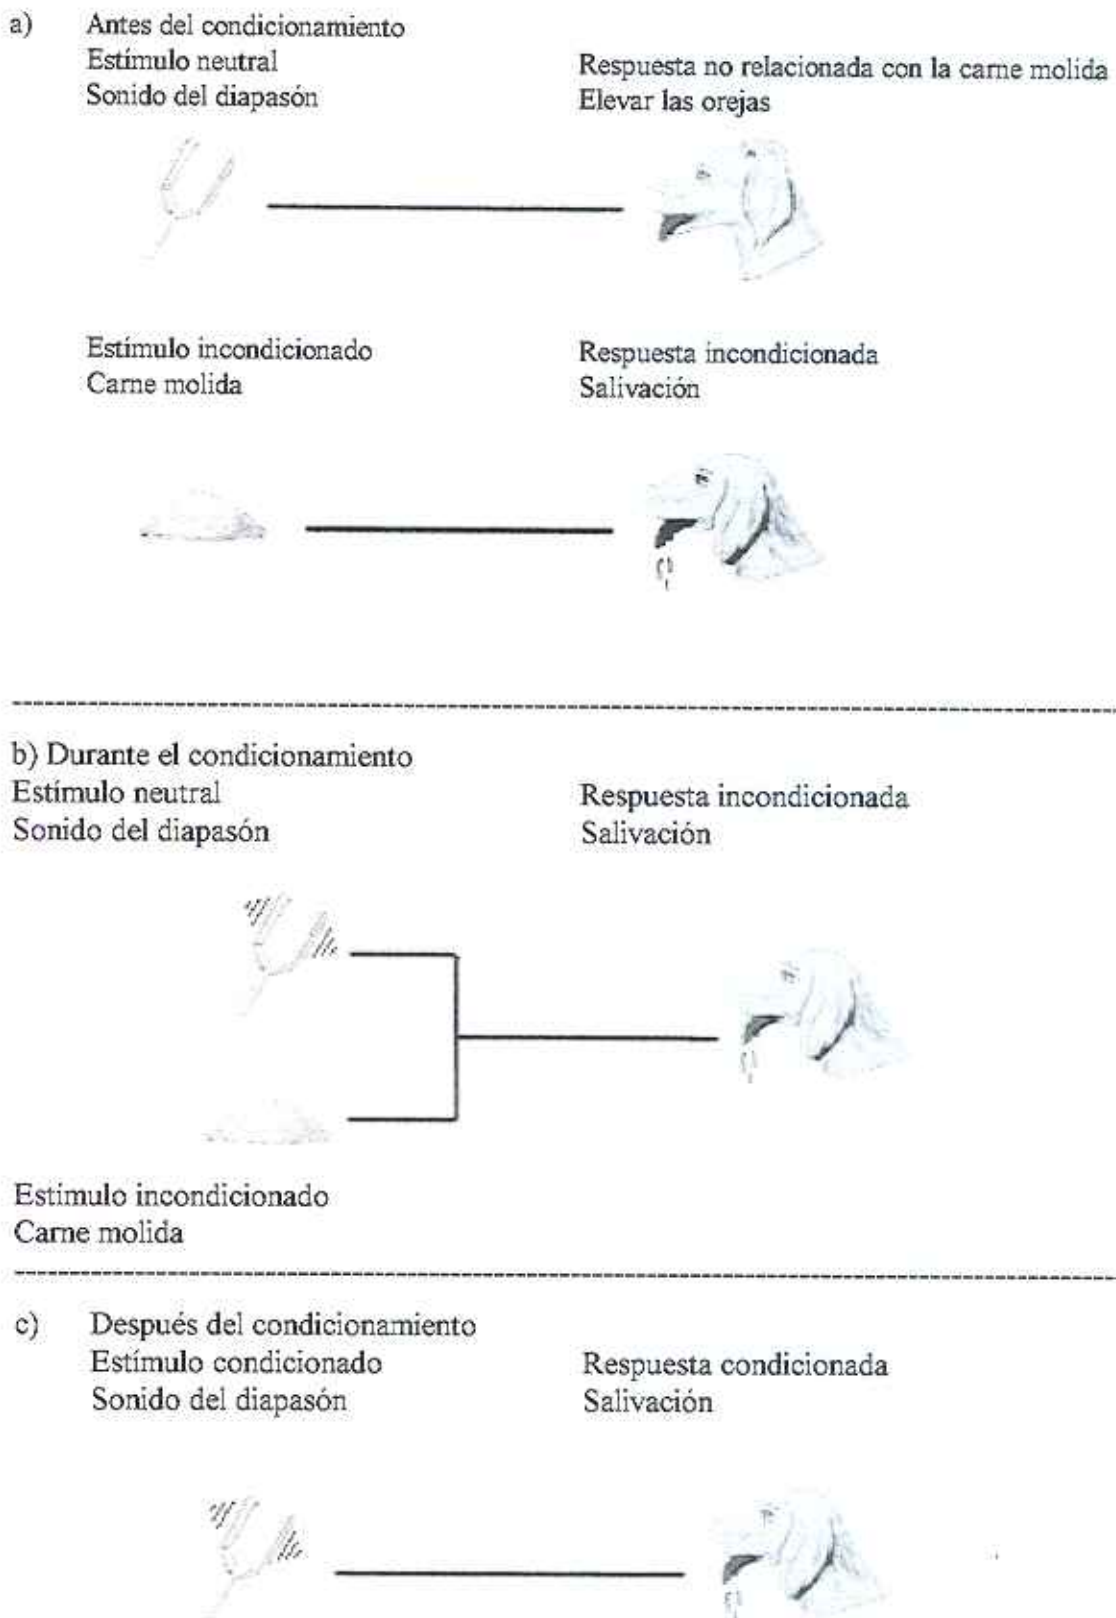 a) Antes del condicionamiento
Estímulo neutral
Sonido del diapasón
Respuesta no relacionada con la carne molida
Elevar las orejas
Estímulo incondicionado
Carne molida
Respuesta incondicionada
Salivación
b) Durante el condicionamiento
Estímulo neutral
Sonido del diapasón
Respuesta incondicionada
Salivación
Estímulo incondicionado
Carne molida
c) Después del condicionamiento
Estímulo condicionado
Sonido del diapasón
Respuesta condicionada
Salivación